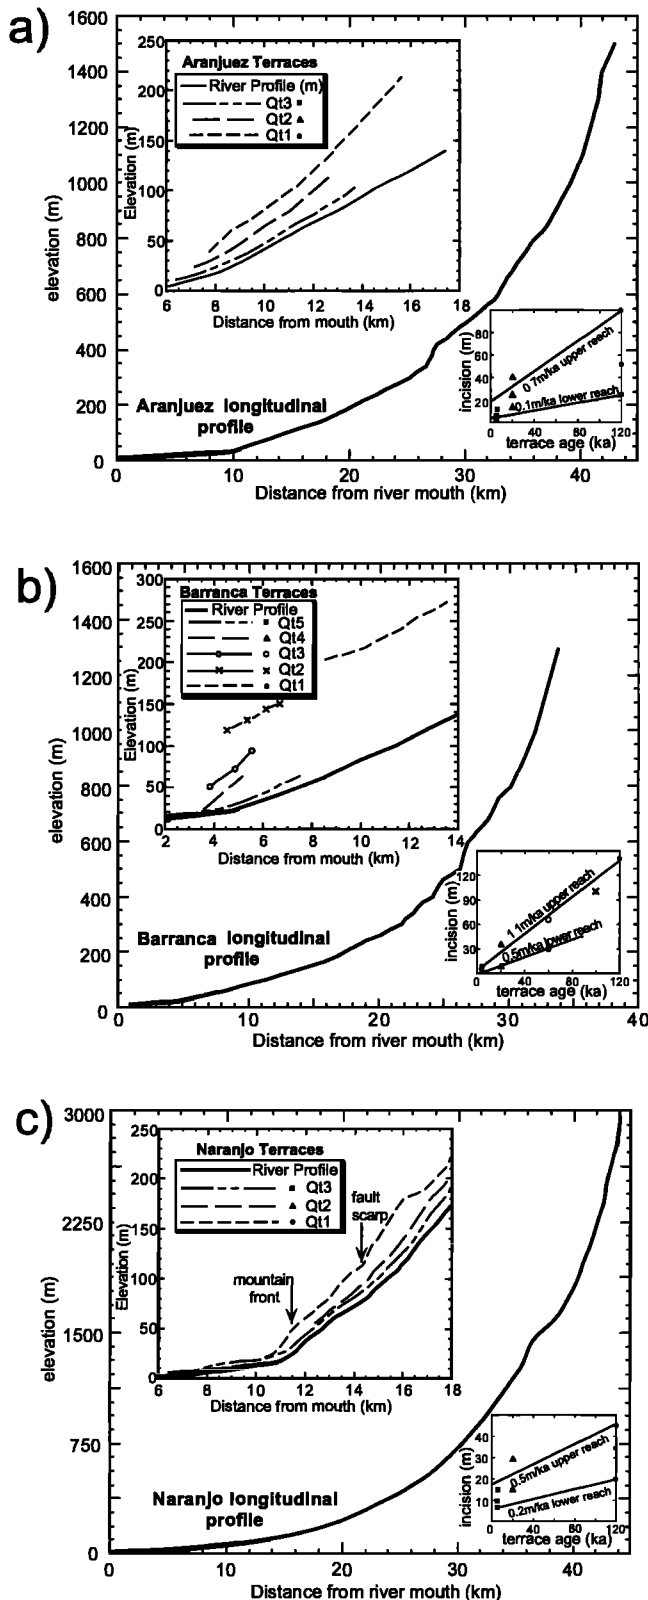 a)
1600
1400
1200
1000
800
600
400
200
0
elevation (m)
0 10 20 30 40
Distance from river mouth (km)
Aranjuez longitudinal
profile
250
200
150
100
50
0
Elevation (m)
Aranjuez Terraces
River Profile (m)
Qt3
Qt2
Qt1
6 8 10 12 14 16 18
Distance from mouth (km)
80
60
40
20
incision (m)
0.7m/ka upper reach
0.1m/ka lower reach
0 40 80 120
terrace age (ka)
b)
1600
1400
1200
1000
800
600
400
200
0
elevation (m)
0 10 20 30 40
Distance from river mouth (km)
Barranca longitudinal
profile
300
250
200
150
100
50
0
Elevation (m)
Barranca Terraces
River Profile
Qt5
Qt4
Qt3
Qt2
Qt1
2 4 6 8 10 12 14
Distance from mouth (km)
120
90
60
30
incision (m)
1 1m/ka upper reach
0.5m/ka lower reach
0 40 80 120
terrace age (ka)
c)
3000
2250
1500
750
0
elevation (m)
0 10 20 30 40
Distance from river mouth (km)
Naranjo longitudinal
profile
250
200
150
100
50
0
Elevation (m)
Naranjo Terraces
River Profile
Qt3
Qt2
Qt1
fault
scarp
mountain
front
6 8 10 12 14 16 18
Distance from mouth (km)
40
30
20
10
incision (m)
0.5m/ka upper reach
0.2m/ka lower reach
0 40 80 120
terrace age (ka)